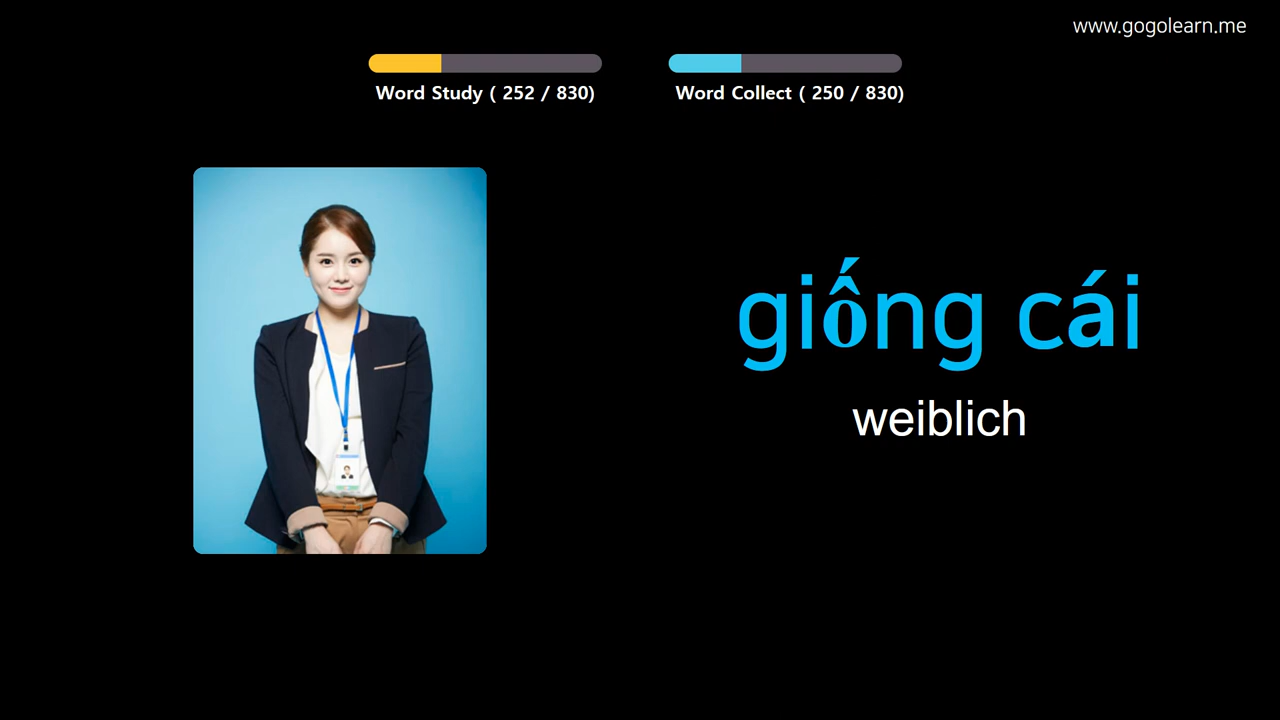 www.gogolearn.me
Word Study ( 252 / 830)
Word Collect ( 250 / 830)
giống cái
weiblich